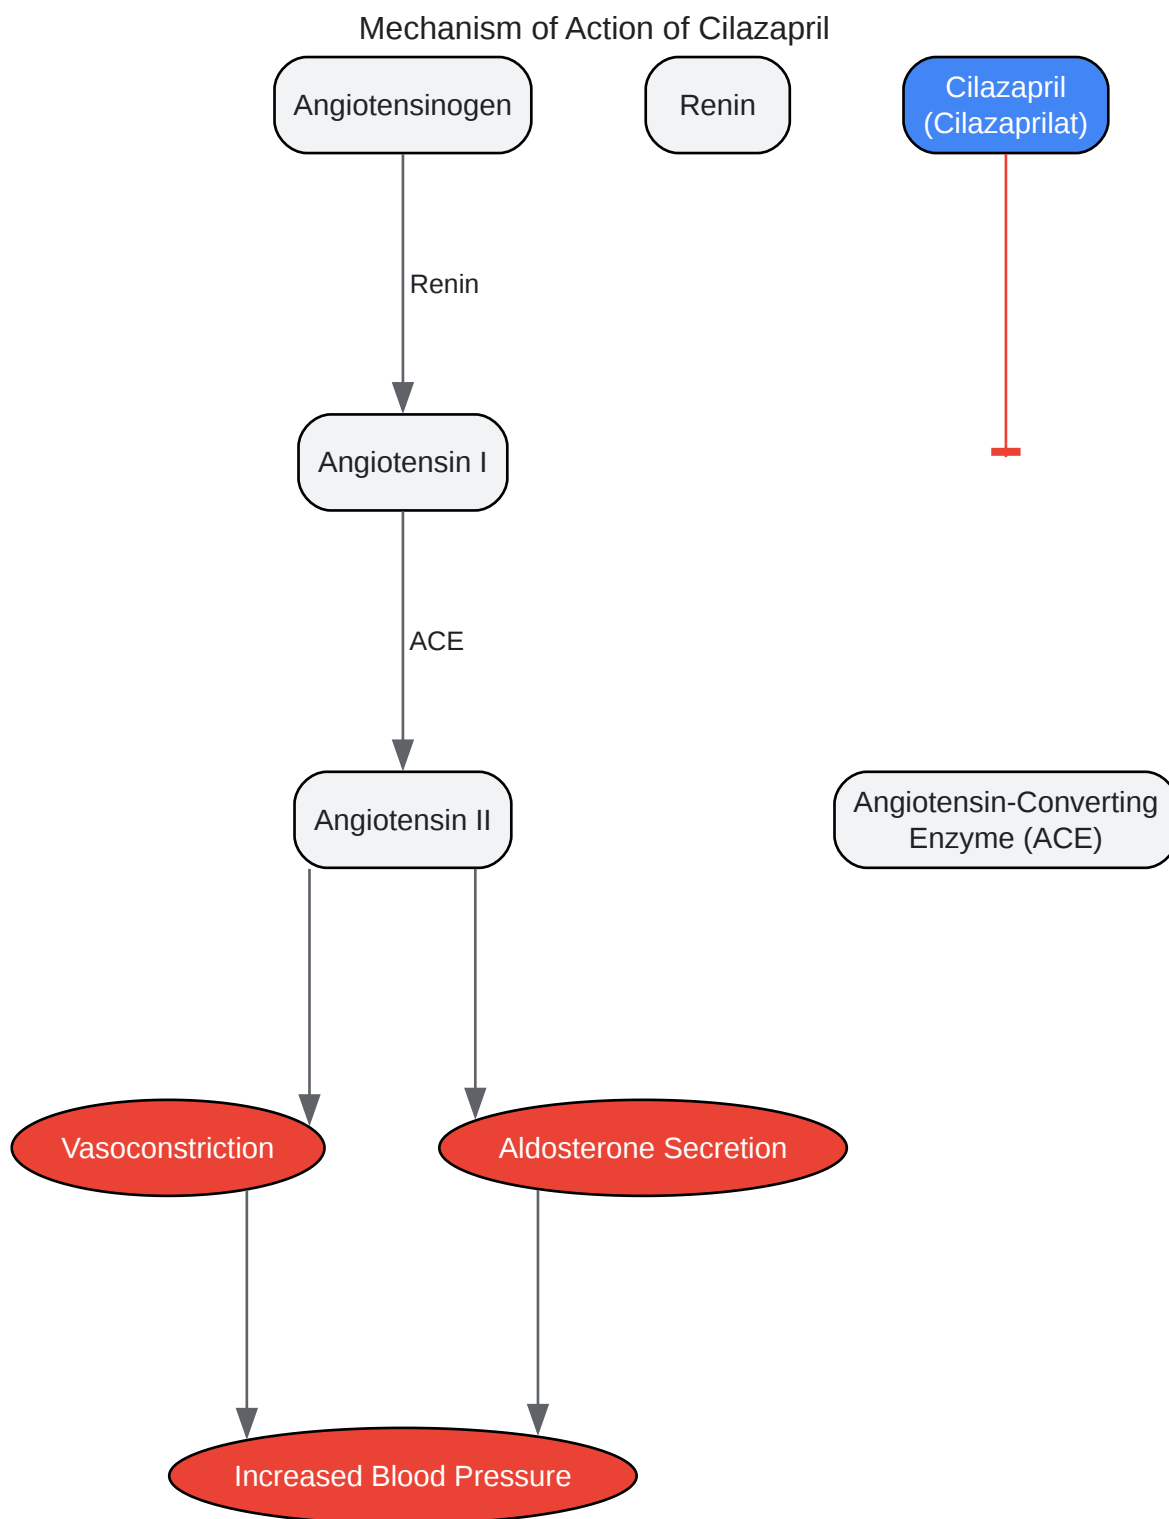 Mechanism of Action of Cilazapril
Angiotensinogen
Renin
Cilazapril
(Cilazaprilat)
Renin
Angiotensin I
ACE
Angiotensin II
Angiotensin-Converting
Enzyme (ACE)
Vasoconstriction
Aldosterone Secretion
Increased Blood Pressure